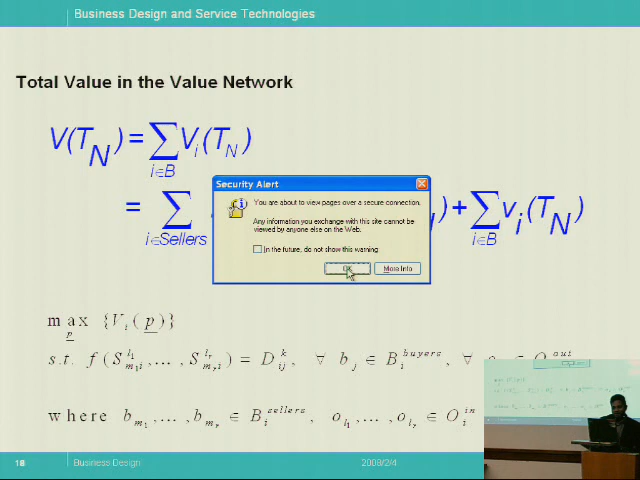 Business Design and Service Technologies
Total Value in the Value Network
V(T_N) = ∑ V_i (T_N)
i∈B
= ∑ ) + ∑ v_i (T_N)
i∈Sellers i∈B
Security Alert
You are about to view pages over a secure connection.
Any information you exchange with this site cannot be
viewed by anyone else on the Web.
In the future, do not show this warning
OK More Info
max {V_i (p)}
p
s.t. f (S_{m_1 i}^{l_1}, ..., S_{m_r i}^{l_r}) = D_{ij}^k, ∀ b_j ∈ B_i^{buyers}, ∀ O out
where b_{m_1}, ..., b_{m_r} ∈ B_i^{sellers}, o_{l_1}, ..., o_{l_r} ∈ O_i^{in}
18 Business Design 2009/2/4